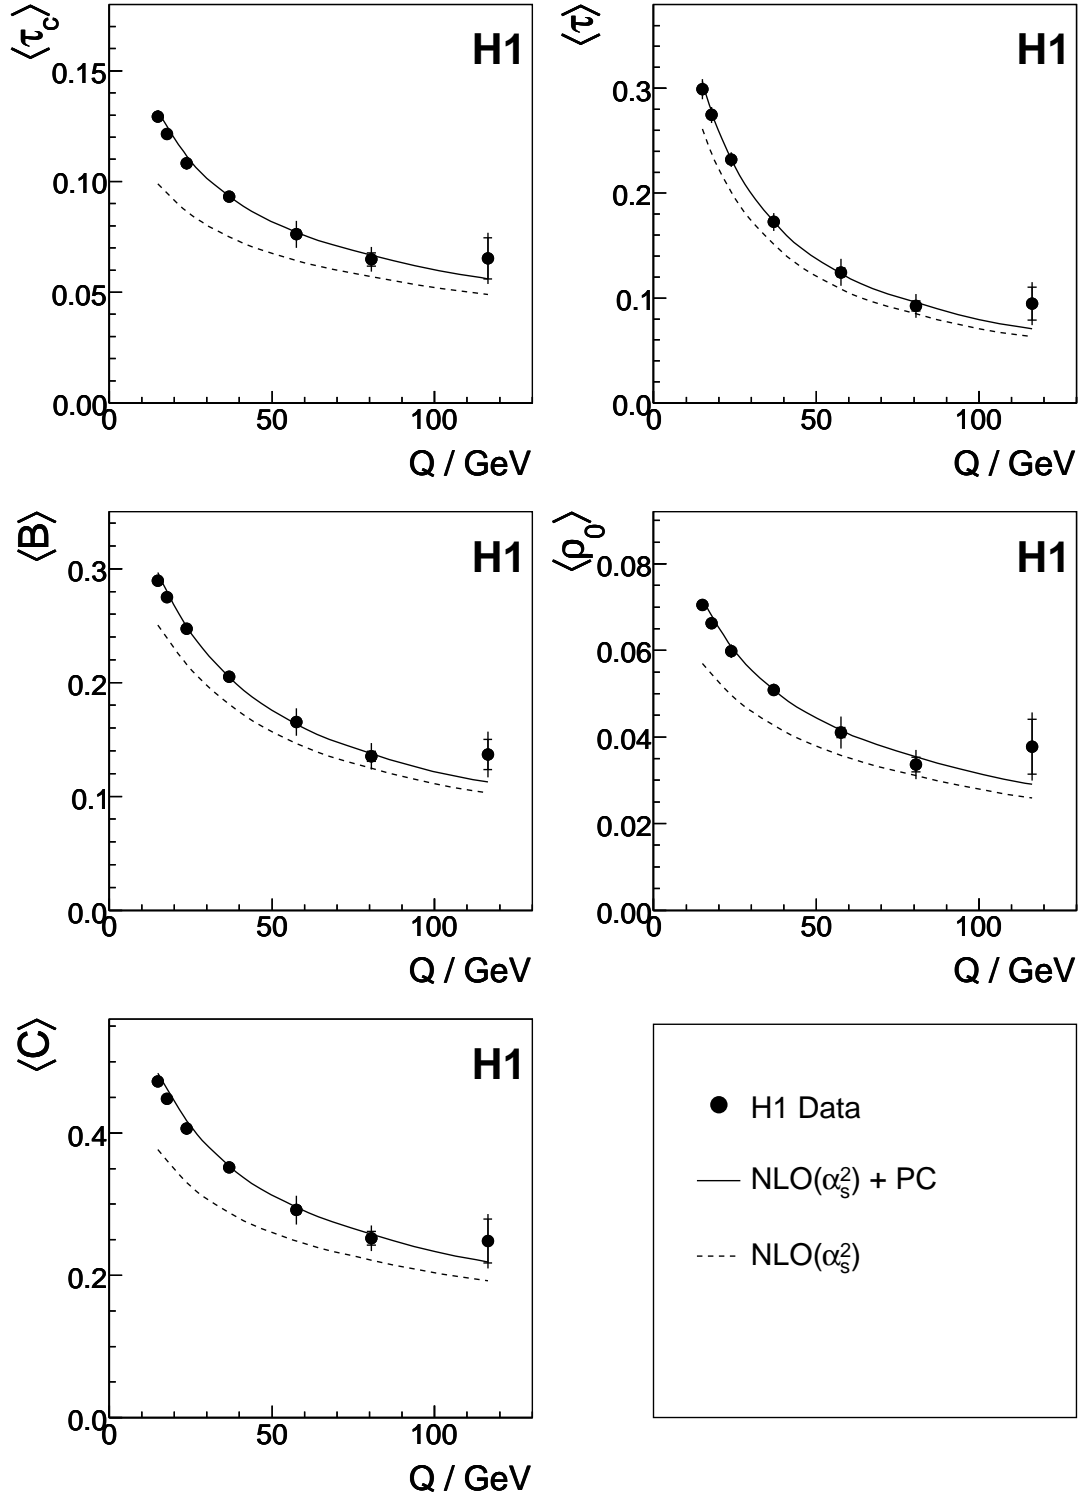 ⟨τ_c⟩
H1
0.15
0.10
0.05
0.00
0 50 100
Q / GeV
⟨τ⟩
H1
0.3
0.2
0.1
0.0
0 50 100
Q / GeV
⟨B⟩
H1
0.3
0.2
0.1
0.0
0 50 100
Q / GeV
⟨ρ₀⟩
H1
0.08
0.06
0.04
0.02
0.00
0 50 100
Q / GeV
⟨C⟩
H1
0.4
0.2
0.0
0 50 100
Q / GeV
H1 Data
NLO(α_s²) + PC
NLO(α_s²)